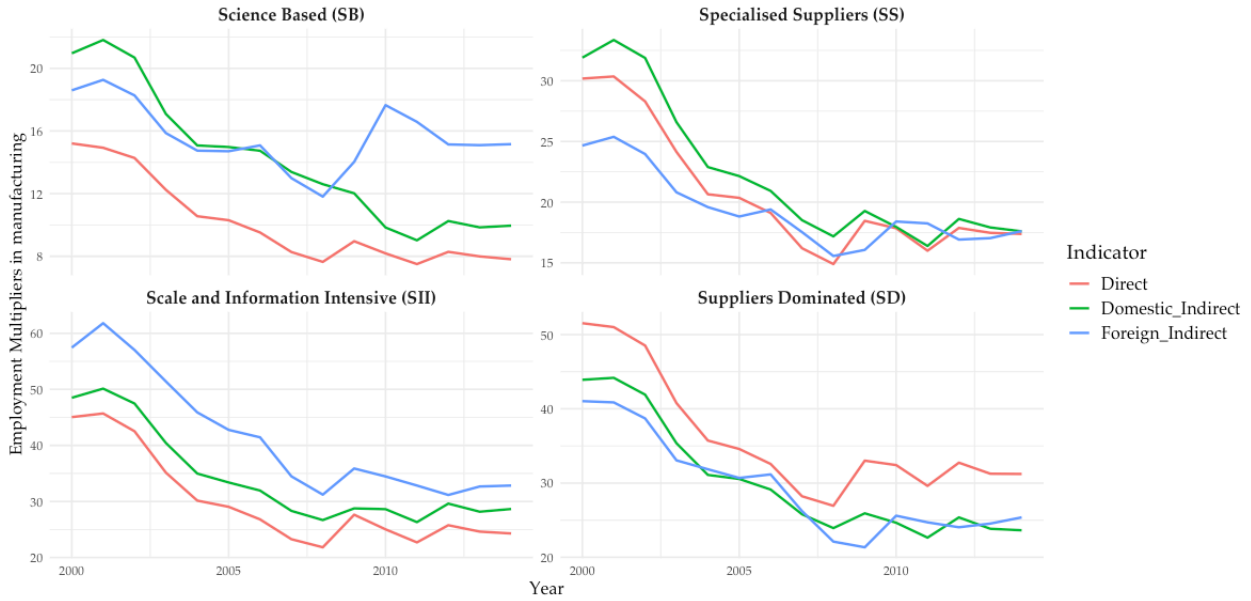 Science Based (SB)
Specialised Suppliers (SS)
20
16
12
8
30
25
20
15
Scale and Information Intensive (SII)
Suppliers Dominated (SD)
60
50
40
30
20
50
40
30
20
2000
2005
2010
2000
2005
2010
Year
Employment Multipliers in manufacturing
Indicator
Direct
Domestic_Indirect
Foreign_Indirect